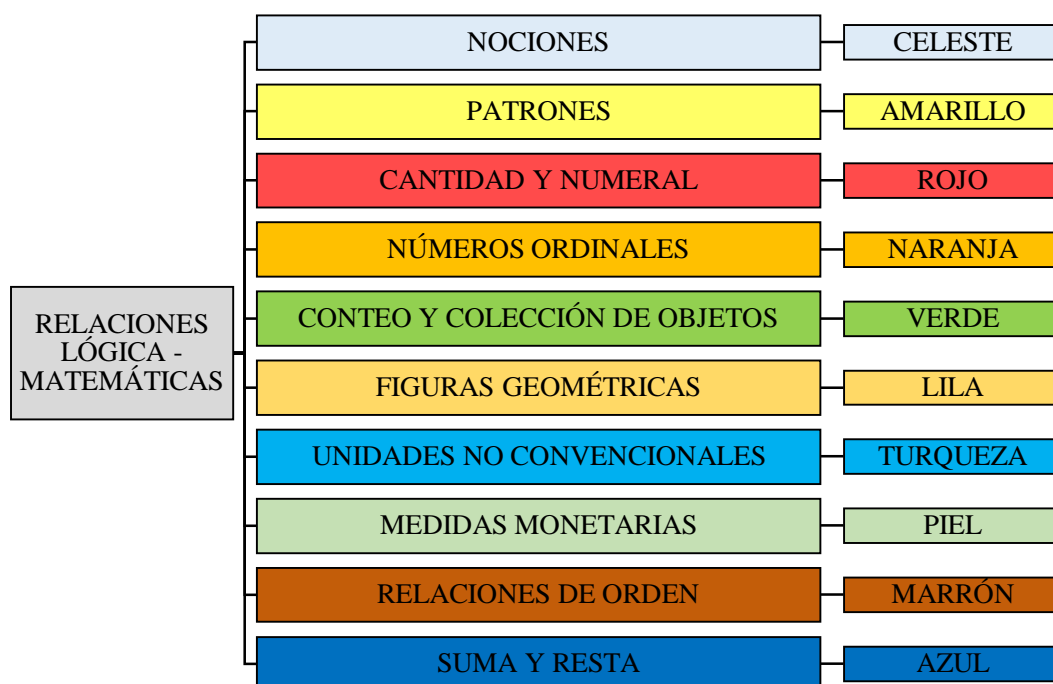 RELACIONES
LÓGICA -
MATEMÁTICAS
NOCIONES
CELESTE
PATRONES
AMARILLO
CANTIDAD Y NUMERAL
ROJO
NÚMEROS ORDINALES
NARANJA
CONTEO Y COLECCIÓN DE OBJETOS
VERDE
FIGURAS GEOMÉTRICAS
LILA
UNIDADES NO CONVENCIONALES
TURQUEZA
MEDIDAS MONETARIAS
PIEL
RELACIONES DE ORDEN
MARRÓN
SUMA Y RESTA
AZUL